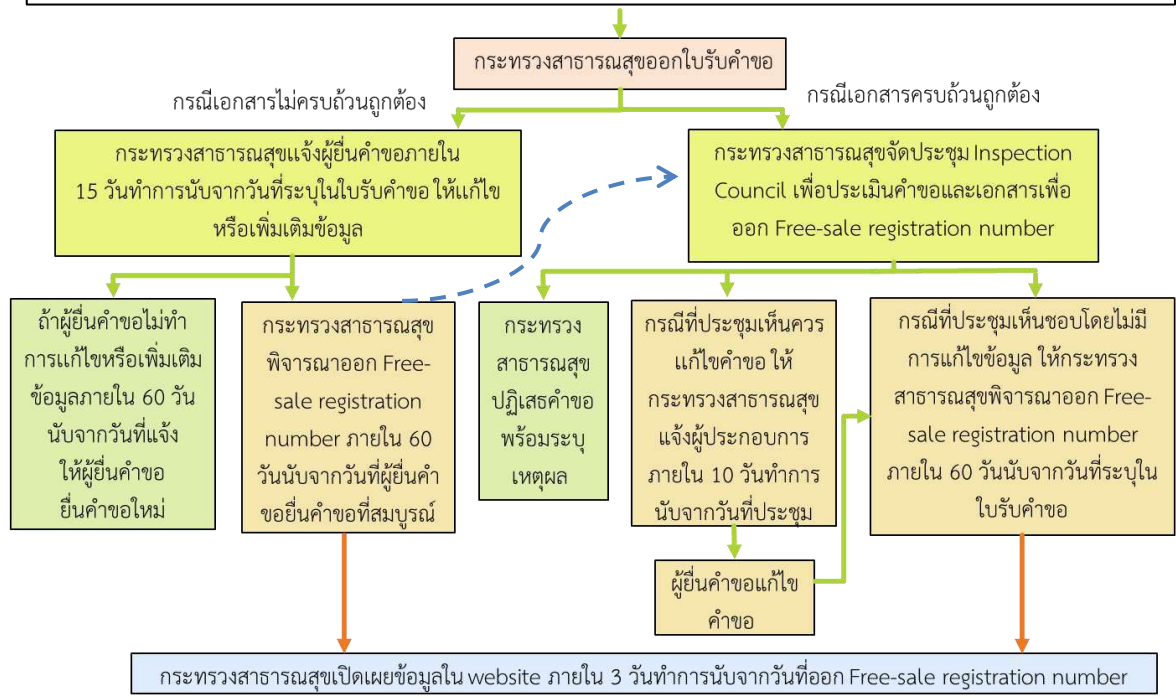 กระทรวงสาธารณสุขออกใบรับคำขอ
กรณีเอกสารไม่ครบถ้วนถูกต้อง
กรณีเอกสารครบถ้วนถูกต้อง
กระทรวงสาธารณสุขแจ้งผู้ยื่นคำขอภายใน
15 วันทำการนับจากวันที่ระบุในใบรับคำขอ ให้แก้ไข
หรือเพิ่มเติมข้อมูล
กระทรวงสาธารณสุขจัดประชุม Inspection
Council เพื่อประเมินคำขอและเอกสารเพื่อ
ออก Free-sale registration number
ถ้าผู้ยื่นคำขอไม่ทำ
การแก้ไขหรือเพิ่มเติม
ข้อมูลภายใน 60 วัน
นับจากวันที่แจ้ง
ให้ผู้ยื่นคำขอ
ยื่นคำขอใหม่
กระทรวงสาธารณสุข
พิจารณาออก Free-
sale registration
number ภายใน 60
วันนับจากวันที่ผู้ยื่นคำ
ขอยื่นคำขอที่สมบูรณ์
กระทรวง
สาธารณสุข
ปฏิเสธคำขอ
พร้อมระบุ
เหตุผล
กรณีที่ประชุมเห็นควร
แก้ไขคำขอ ให้
กระทรวงสาธารณสุข
แจ้งผู้ประกอบการ
ภายใน 10 วันทำการ
นับจากวันที่ประชุม
กรณีที่ประชุมเห็นชอบโดยไม่มี
การแก้ไขข้อมูล ให้กระทรวง
สาธารณสุขพิจารณาออก Free-
sale registration number
ภายใน 60 วันนับจากวันที่ระบุใน
ใบรับคำขอ
ผู้ยื่นคำขอแก้ไข
คำขอ
กระทรวงสาธารณสุขเปิดเผยข้อมูลใน website ภายใน 3 วันทำการนับจากวันที่ออก Free-sale registration number